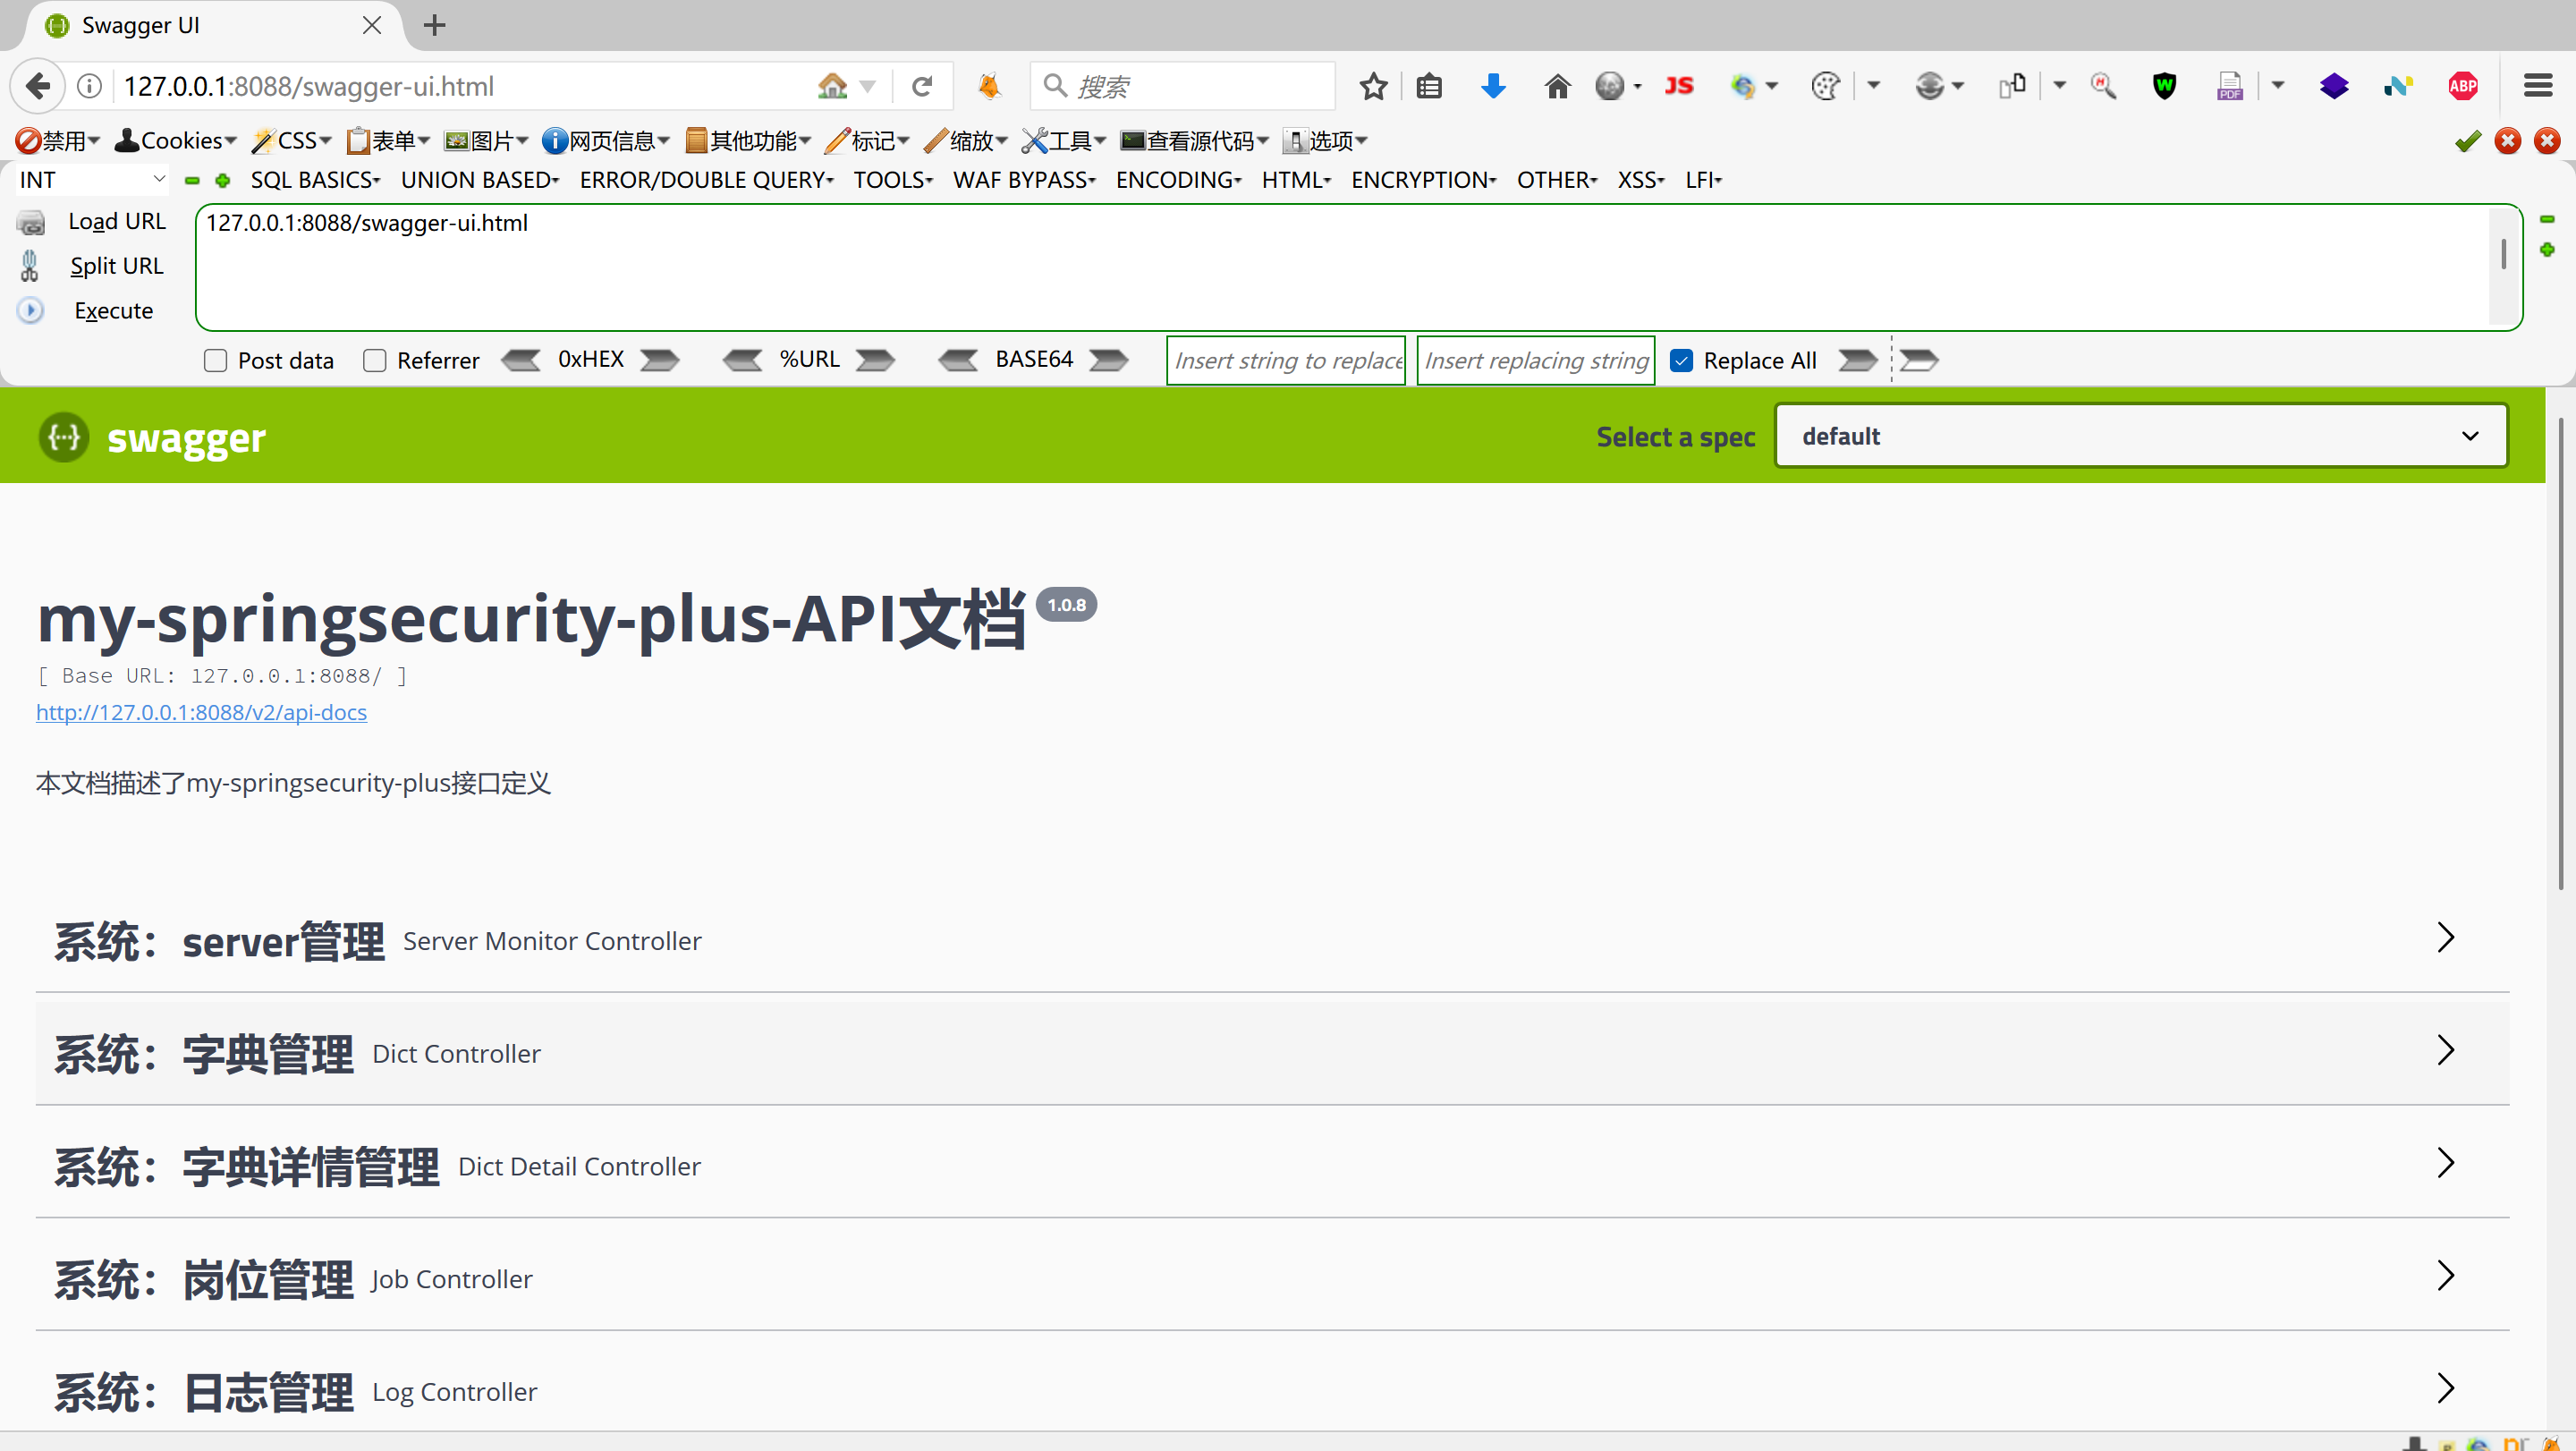 Swagger UI
127.0.0.1:8088/swagger-ui.html
搜索
JS
W
PDF
ABP
禁用 Cookies CSS 表单 图片 网页信息 其他功能 标记 缩放 工具 查看源代码 选项
INT
SQL BASICS UNION BASED ERROR/DOUBLE QUERY TOOLS WAF BYPASS ENCODING HTML ENCRYPTION OTHER XSS LFI
Load URL
127.0.0.1:8088/swagger-ui.html
Split URL
Execute
Post data Referrer 0xHEX %URL BASE64 Insert string to replace Insert replacing string Replace All
swagger
Select a spec default
my-springsecurity-plus-API文档 1.0.8
[ Base URL: 127.0.0.1:8088/ ]
http://127.0.0.1:8088/v2/api-docs
本文档描述了my-springsecurity-plus接口定义
系统：server管理 Server Monitor Controller
系统：字典管理 Dict Controller
系统：字典详情管理 Dict Detail Controller
系统：岗位管理 Job Controller
系统：日志管理 Log Controller